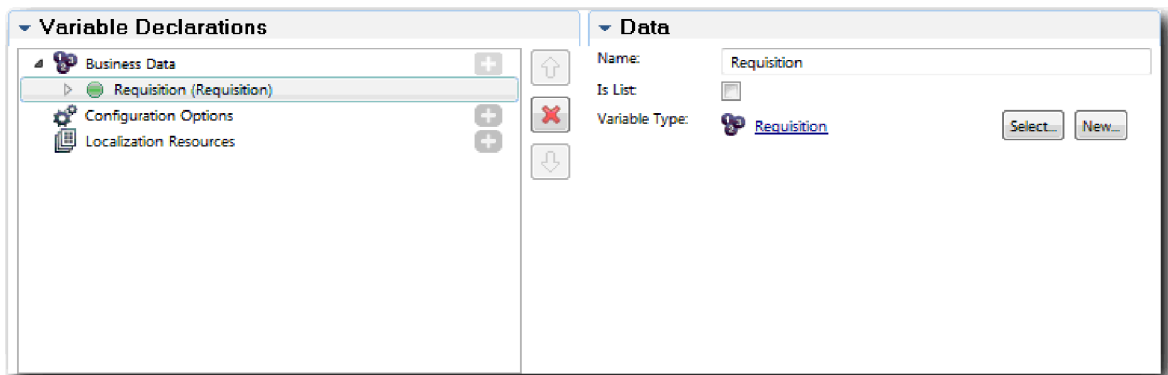 Variable Declarations
Business Data
Requisition (Requisition)
Configuration Options
Localization Resources
Data
Name:
Requisition
Is List:
Variable Type:
Requisition
Select...
New...